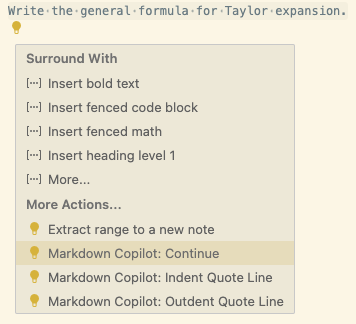 Write the general formula for Taylor expansion.
Surround With
[···] Insert bold text
[···] Insert fenced code block
[···] Insert fenced math
[···] Insert heading level 1
[···] More...
More Actions...
Extract range to a new note
Markdown Copilot: Continue
Markdown Copilot: Indent Quote Line
Markdown Copilot: Outdent Quote Line